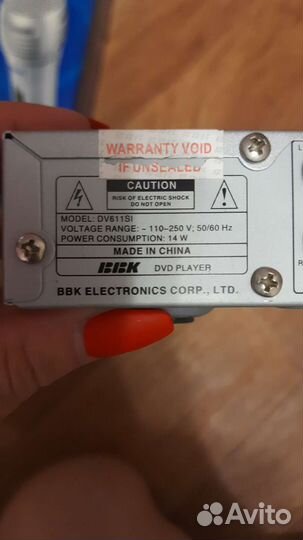 WARRANTY VOID
IF UNSEALED
CAUTION
RISK OF ELECTRIC SHOCK
DO NOT OPEN
MODEL: DV611SI
VOLTAGE RANGE: ~ 110-250 V; 50/60 Hz
POWER CONSUMPTION: 14 W
MADE IN CHINA
BBK DVD PLAYER
BBK ELECTRONICS CORP., LTD.
L
R
Avito